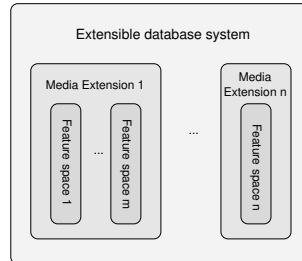 Extensible database system
Media Extension 1
Feature space 1
...
Feature space m
...
Media
Extension n
Feature space n